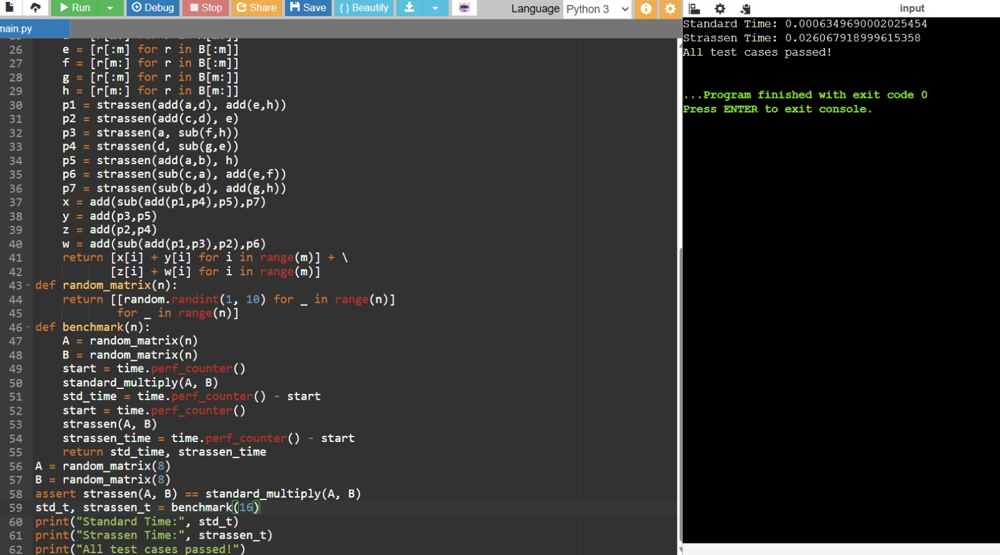 Run Debug Stop Share Save { } Beautify Language Python 3 input
main.py
26 e = [r[:m] for r in B[:m]]
27 f = [r[m:] for r in B[:m]]
28 g = [r[:m] for r in B[m:]]
29 h = [r[m:] for r in B[m:]]
30 p1 = strassen(add(a,d), add(e,h))
31 p2 = strassen(add(c,d), e)
32 p3 = strassen(a, sub(f,h))
33 p4 = strassen(d, sub(g,e))
34 p5 = strassen(add(a,b), h)
35 p6 = strassen(sub(c,a), add(e,f))
36 p7 = strassen(sub(b,d), add(g,h))
37 x = add(sub(add(p1,p4),p5),p7)
38 y = add(p3,p5)
39 z = add(p2,p4)
40 w = add(sub(add(p1,p3),p2),p6)
41 return [x[i] + y[i] for i in range(m)] + \
42 [z[i] + w[i] for i in range(m)]
43 def random_matrix(n):
44 return [[random.randint(1, 10) for _ in range(n)]
45 for _ in range(n)]
46 def benchmark(n):
47 A = random_matrix(n)
48 B = random_matrix(n)
49 start = time.perf_counter()
50 standard_multiply(A, B)
51 std_time = time.perf_counter() - start
52 start = time.perf_counter()
53 strassen(A, B)
54 strassen_time = time.perf_counter() - start
55 return std_time, strassen_time
56 A = random_matrix(8)
57 B = random_matrix(8)
58 assert strassen(A, B) == standard_multiply(A, B)
59 std_t, strassen_t = benchmark(16)
60 print("Standard Time:", std_t)
61 print("Strassen Time:", strassen_t)
62 print("All test cases passed!")
Standard Time: 0.0006349690002025454
Strassen Time: 0.026067918999615358
All test cases passed!
...Program finished with exit code 0
Press ENTER to exit console.